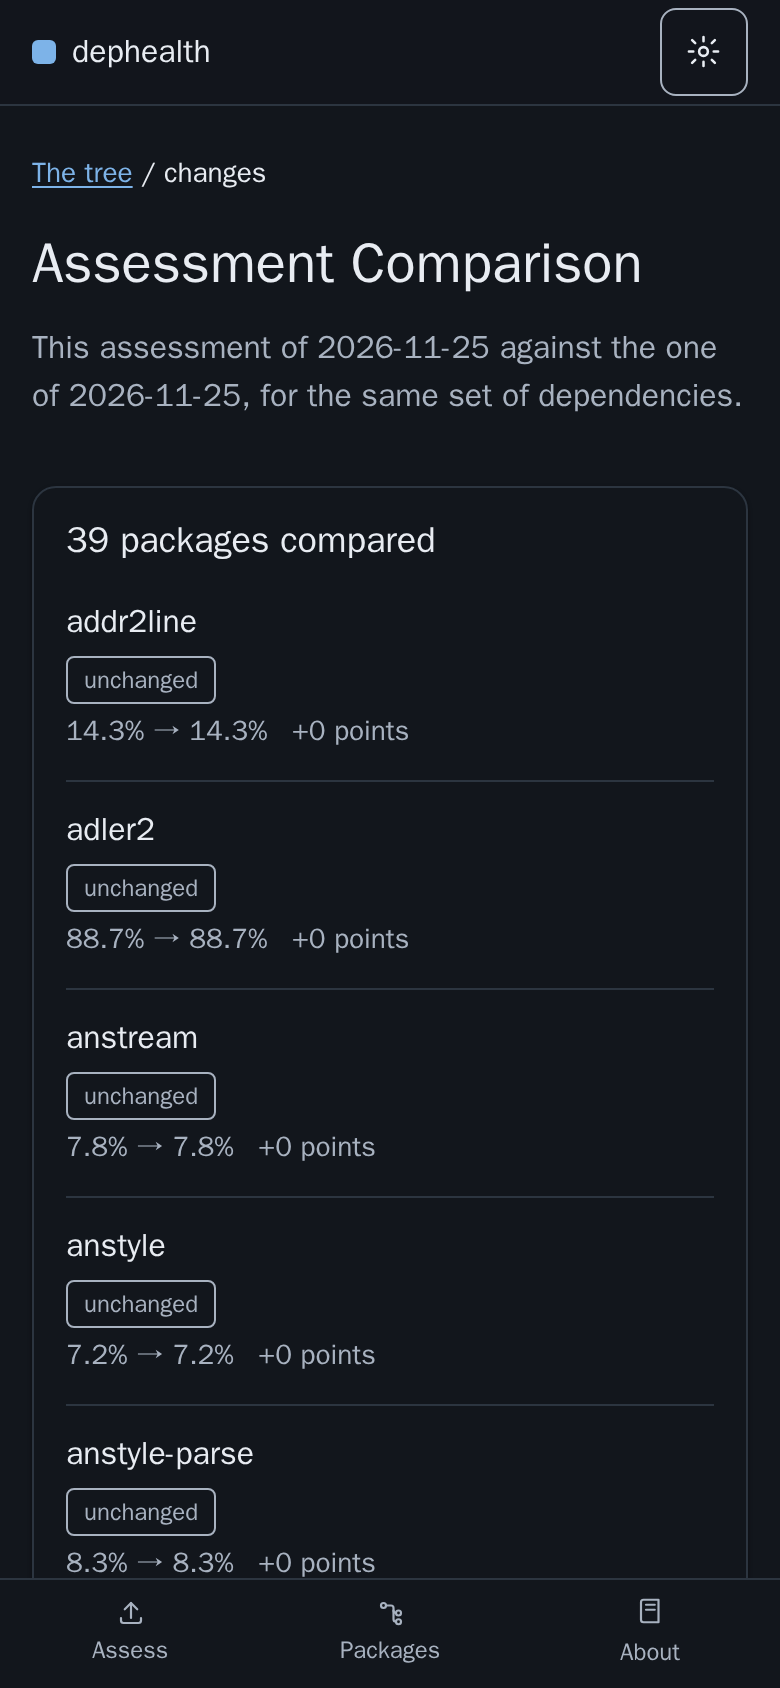 dephealth
The tree / changes
Assessment Comparison
This assessment of 2026-11-25 against the one
of 2026-11-25, for the same set of dependencies.
39 packages compared
addr2line
unchanged
14.3% → 14.3% +0 points
adler2
unchanged
88.7% → 88.7% +0 points
anstream
unchanged
7.8% → 7.8% +0 points
anstyle
unchanged
7.2% → 7.2% +0 points
anstyle-parse
unchanged
8.3% → 8.3% +0 points
Assess
Packages
About